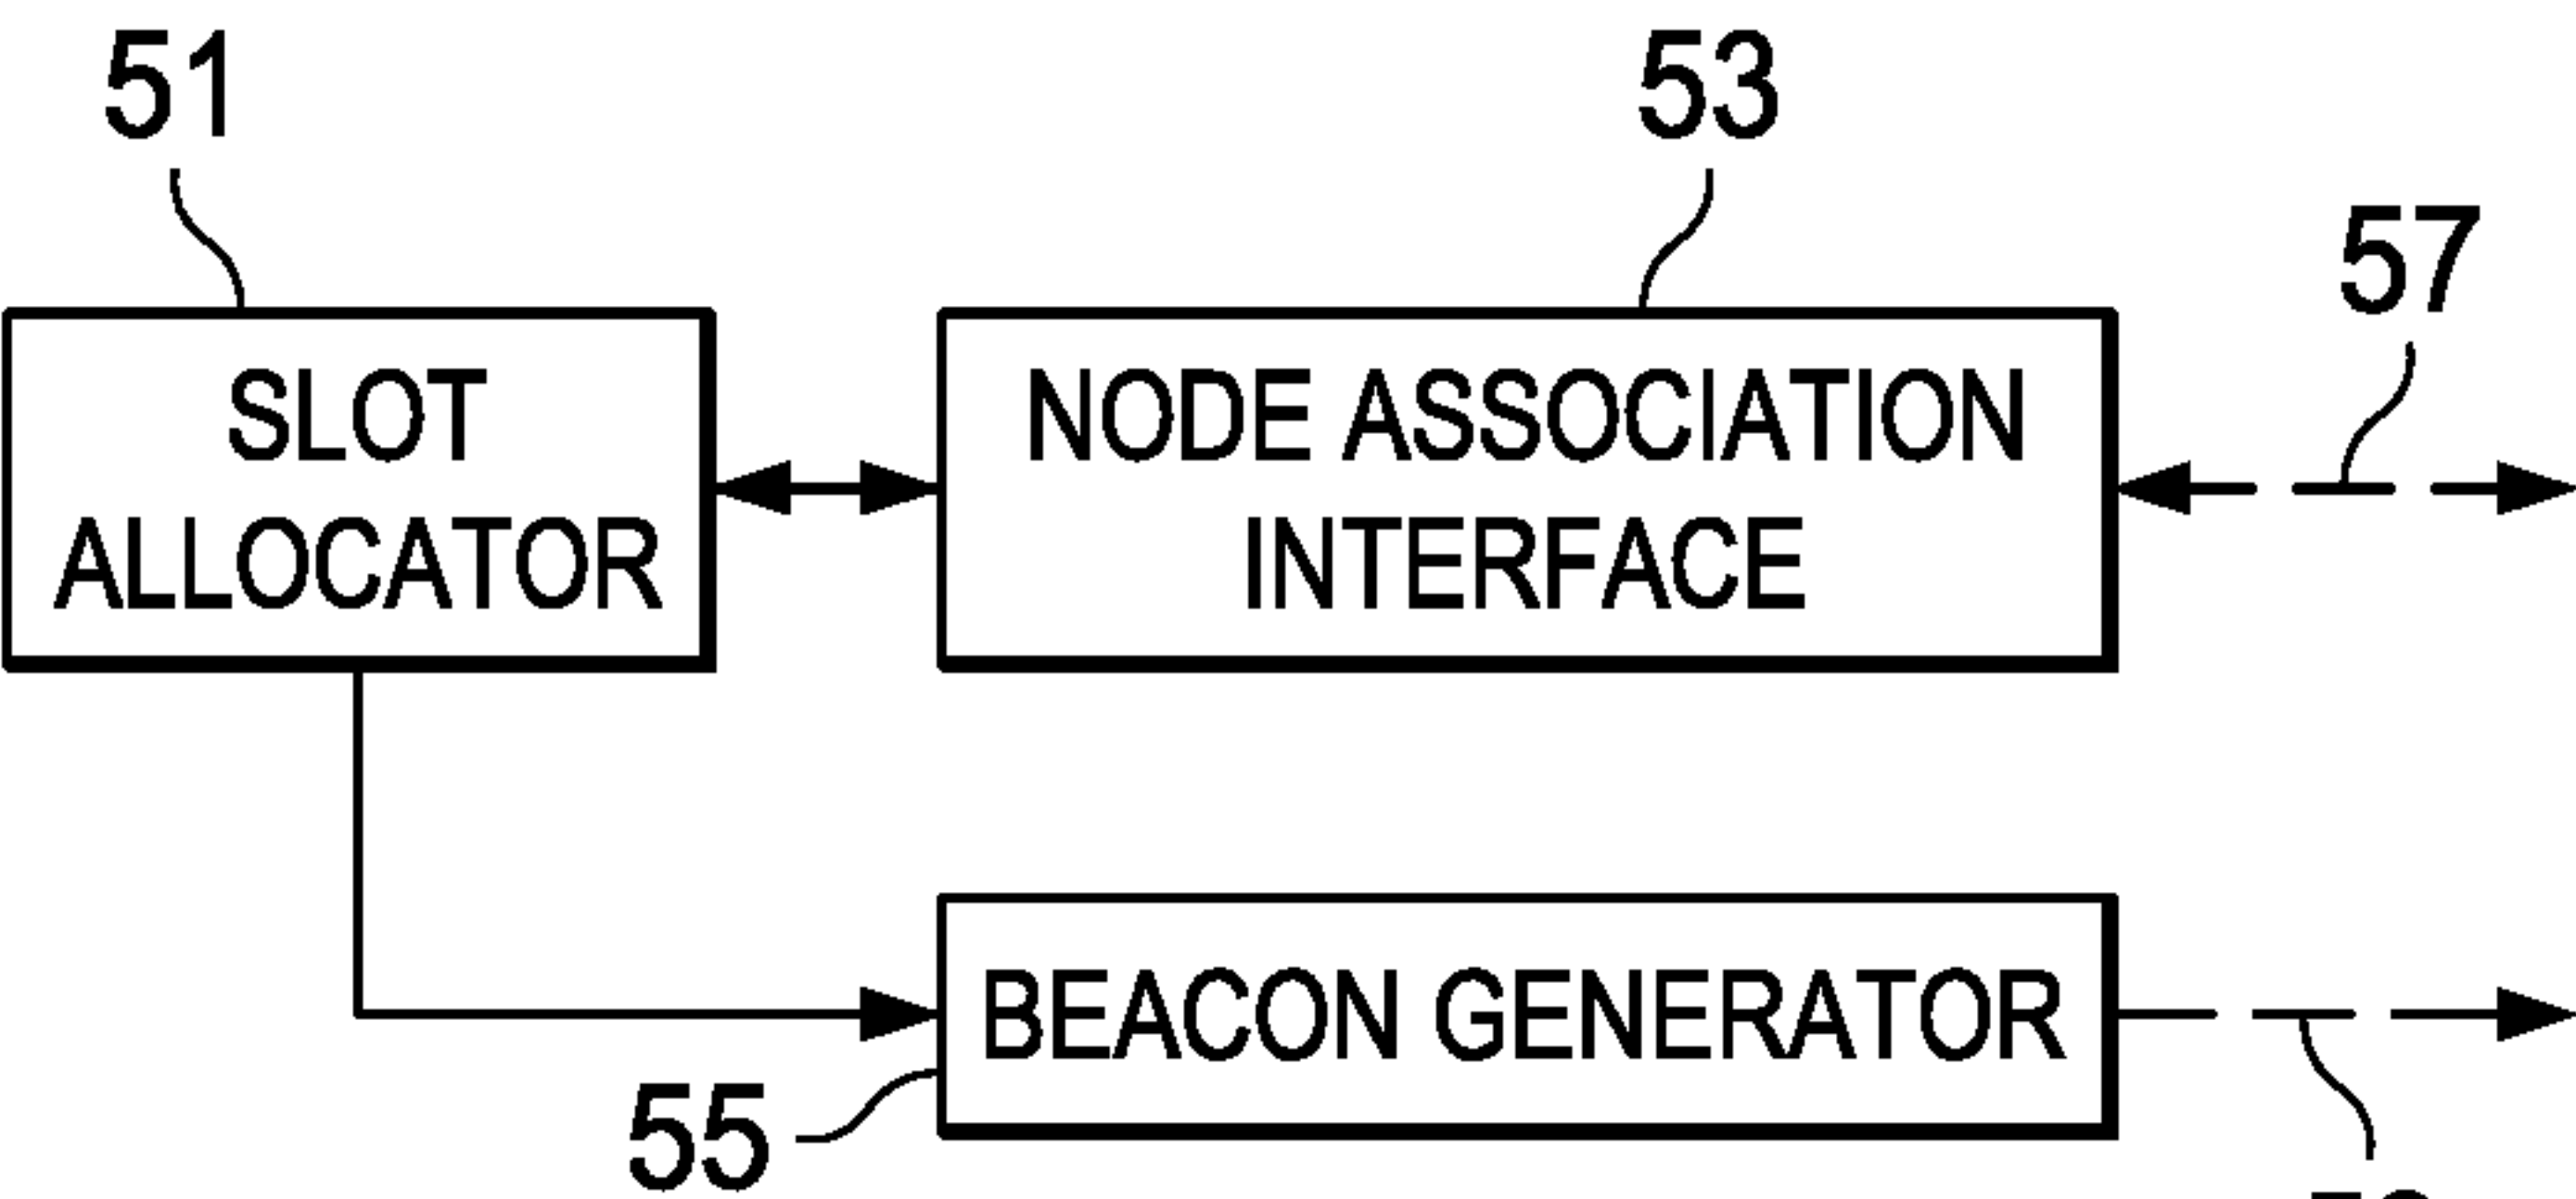 51
53
57
SLOT
ALLOCATOR
NODE ASSOCIATION
INTERFACE
BEACON GENERATOR
55